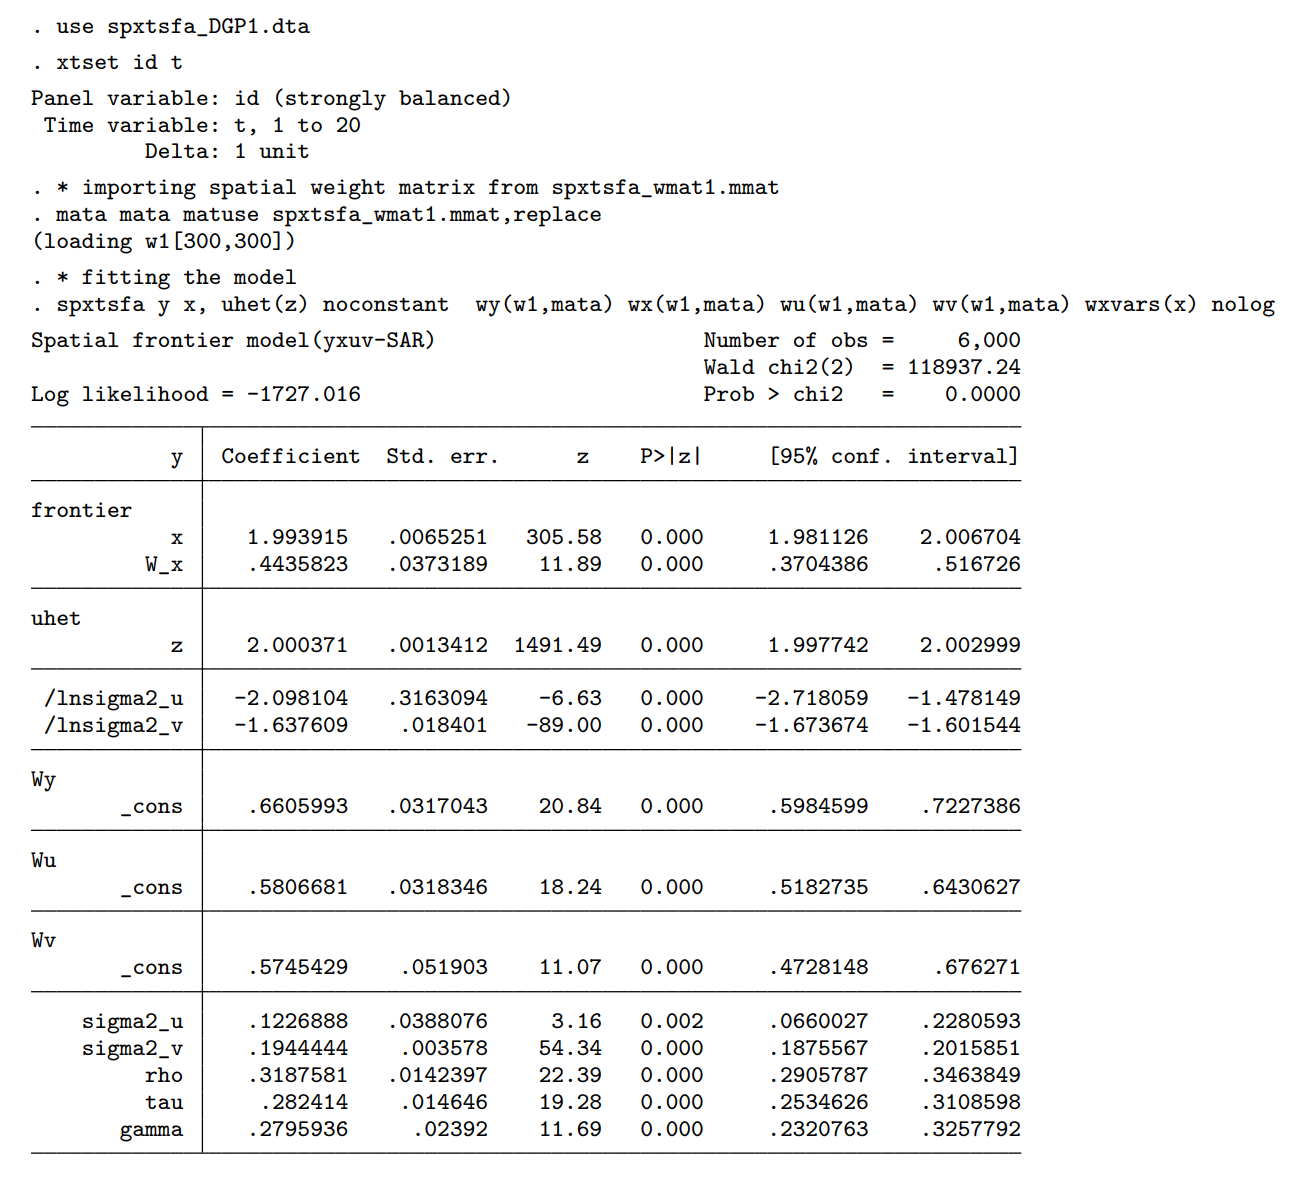 . use spxtsfa_DGP1.dta
. xtset id t
Panel variable: id (strongly balanced)
Time variable: t, 1 to 20
Delta: 1 unit
. * importing spatial weight matrix from spxtsfa_wmat1.mmat
. mata mata matuse spxtsfa_wmat1.mmat,replace
(loading w1[300,300])
. * fitting the model
. spxtsfa y x, uhet(z) noconstant  wy(w1,mata) wx(w1,mata) wu(w1,mata) wv(w1,mata) wxvars(x) nolog
Spatial frontier model(yxuv-SAR) Number of obs = 6,000
Wald chi2(2) = 118937.24
Log likelihood = -1727.016 Prob > chi2 = 0.0000
y Coefficient Std. err. z P>|z| [95% conf. interval]
frontier
x 1.993915 .0065251 305.58 0.000 1.981126 2.006704
W_x .4435823 .0373189 11.89 0.000 .3704386 .516726
uhet
z 2.000371 .0013412 1491.49 0.000 1.997742 2.002999
/lnsigma2_u -2.098104 .3163094 -6.63 0.000 -2.718059 -1.478149
/lnsigma2_v -1.637609 .018401 -89.00 0.000 -1.673674 -1.601544
Wy
_cons .6605993 .0317043 20.84 0.000 .5984599 .7227386
Wu
_cons .5806681 .0318346 18.24 0.000 .5182735 .6430627
Wv
_cons .5745429 .051903 11.07 0.000 .4728148 .676271
sigma2_u .1226888 .0388076 3.16 0.002 .0660027 .2280593
sigma2_v .1944444 .003578 54.34 0.000 .1875567 .2015851
rho .3187581 .0142397 22.39 0.000 .2905787 .3463849
tau .282414 .014646 19.28 0.000 .2534626 .3108598
gamma .2795936 .02392 11.69 0.000 .2320763 .3257792